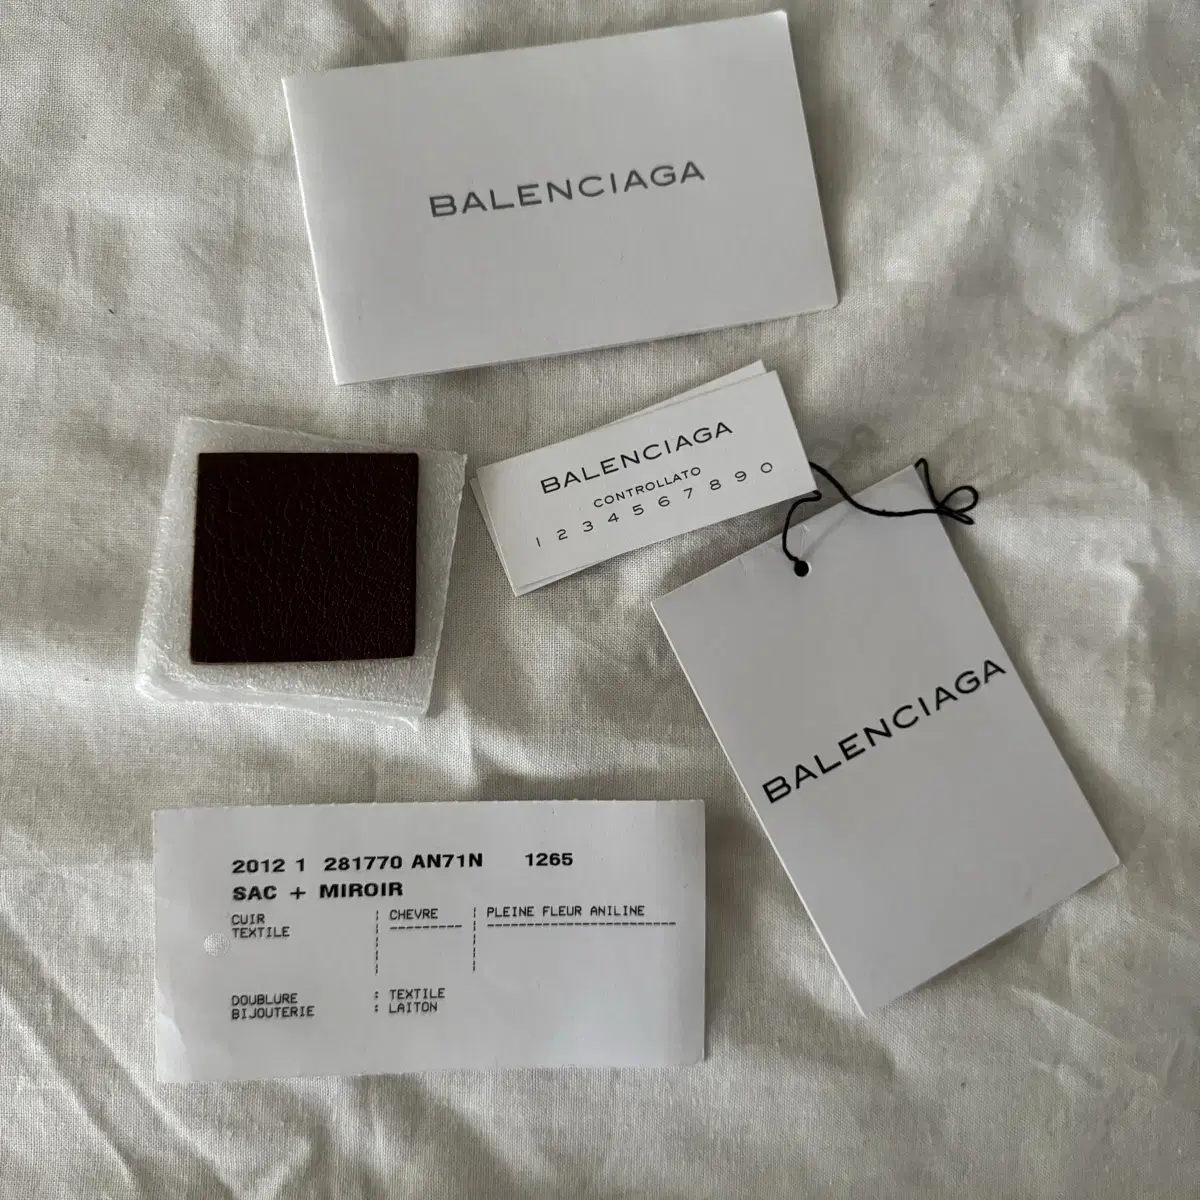 BALENCIAGA
BALENCIAGA
CONTROLLATO
1 2 3 4 5 6 7 8 9 0
BALENCIAGA
2012 1 281770 AN71N 1265
SAC + MIROIR
CUIR : CHEVRE : PLEINE FLEUR ANILINE
TEXTILE
DOUBLURE : TEXTILE
BIJOUTERIE : LAITON